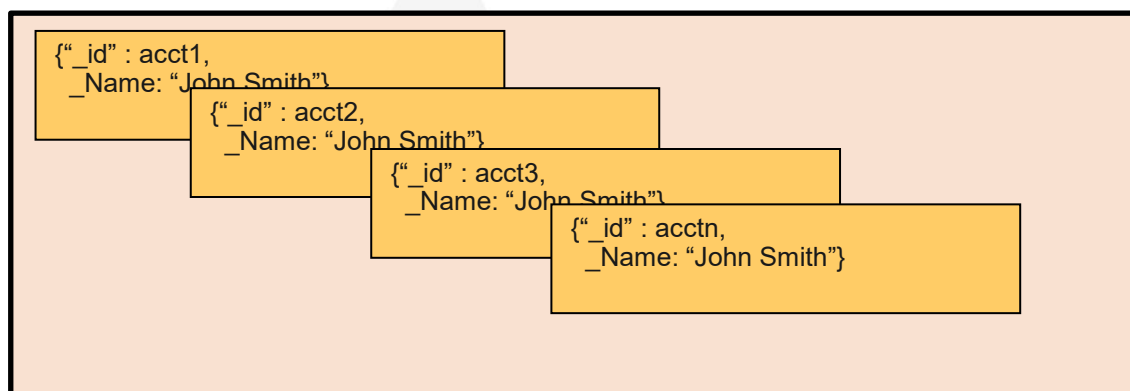 {“_id” : acct1,
_Name: “John Smith”}
{“_id” : acct2,
_Name: “John Smith”}
{“_id” : acct3,
_Name: “John Smith”}
{“_id” : acctn,
_Name: “John Smith”}